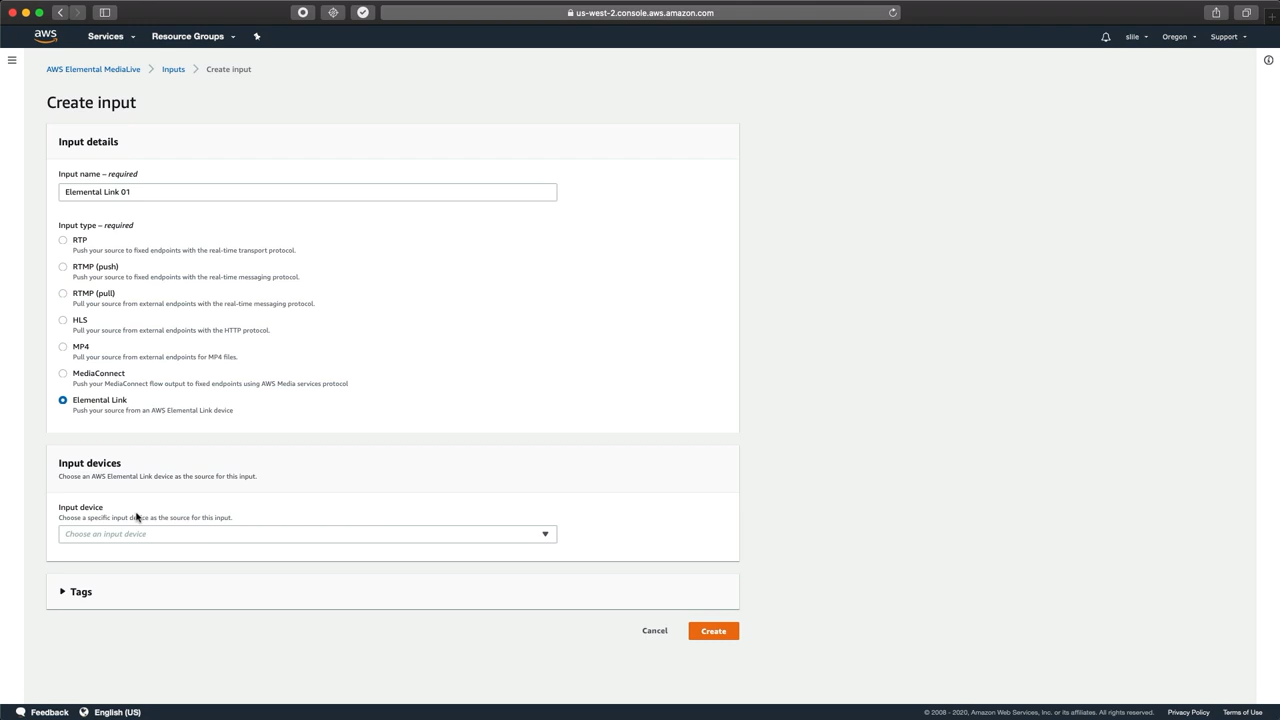 us-west-2.console.aws.amazon.com
aws Services Resource Groups slile Oregon Support
AWS Elemental MediaLive Inputs Create input
Create input
Input details
Input name – required
Elemental Link 01
Input type – required
RTP
Push your source to fixed endpoints with the real-time transport protocol.
RTMP (push)
Push your source to fixed endpoints with the real-time messaging protocol.
RTMP (pull)
Pull your source from external endpoints with the real-time messaging protocol.
HLS
Pull your source from external endpoints with the HTTP protocol.
MP4
Pull your source from external endpoints for MP4 files.
MediaConnect
Push your MediaConnect flow output to fixed endpoints using AWS Media services protocol
Elemental Link
Push your source from an AWS Elemental Link device
Input devices
Choose an AWS Elemental Link device as the source for this input.
Input device
Choose a specific input device as the source for this input.
Choose an input device
Tags
Cancel Create
Feedback English (US) © 2008 - 2020, Amazon Web Services, Inc. or its affiliates. All rights reserved. Privacy Policy Terms of Use